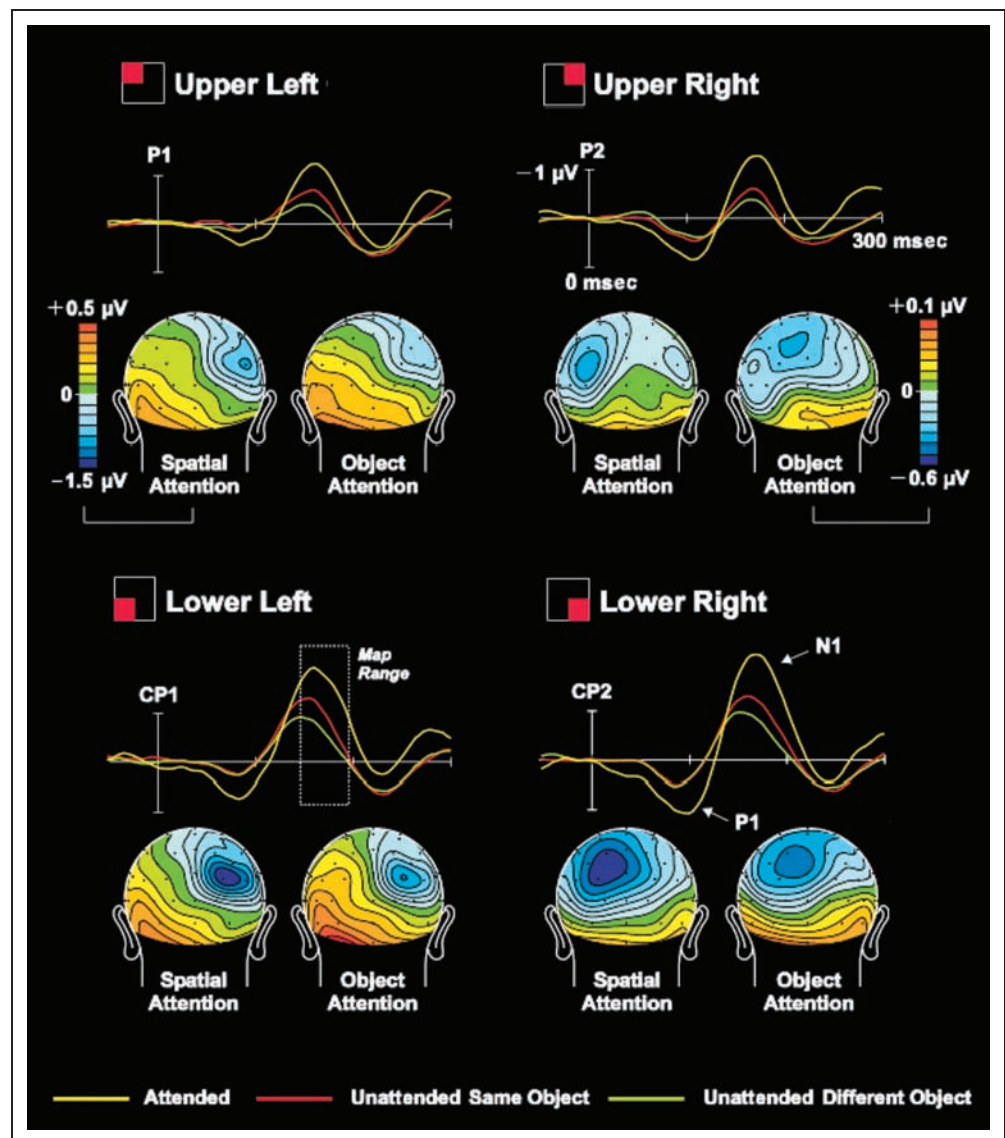 Upper Left
Upper Right
P1
P2
−1 µV
300 msec
0 msec
+0.5 µV
0
−1.5 µV
Spatial
Attention
Object
Attention
Spatial
Attention
Object
Attention
+0.1 µV
0
−0.6 µV
Lower Left
Lower Right
CP1
Map
Range
CP2
N1
P1
Spatial
Attention
Object
Attention
Spatial
Attention
Object
Attention
Attended
Unattended Same Object
Unattended Different Object